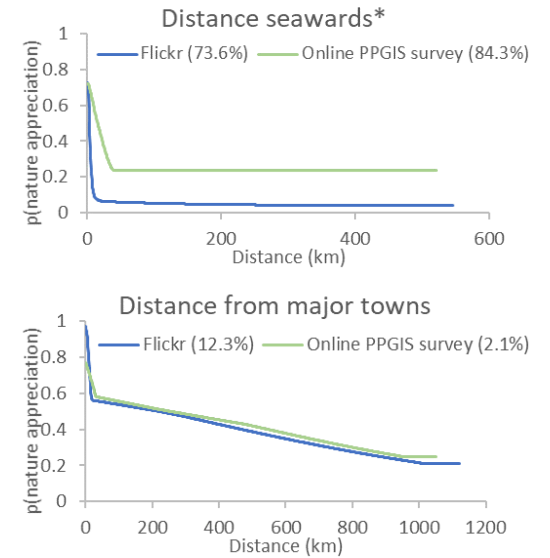 Distance seawards*
1
Flickr (73.6%) Online PPGIS survey (84.3%)
0.8
0.6
0.4
0.2
0
p(nature appreciation)
0 200 400 600
Distance (km)
Distance from major towns
1
Flickr (12.3%) Online PPGIS survey (2.1%)
0.8
0.6
0.4
0.2
0
p(nature appreciation)
0 200 400 600 800 1000 1200
Distance (km)